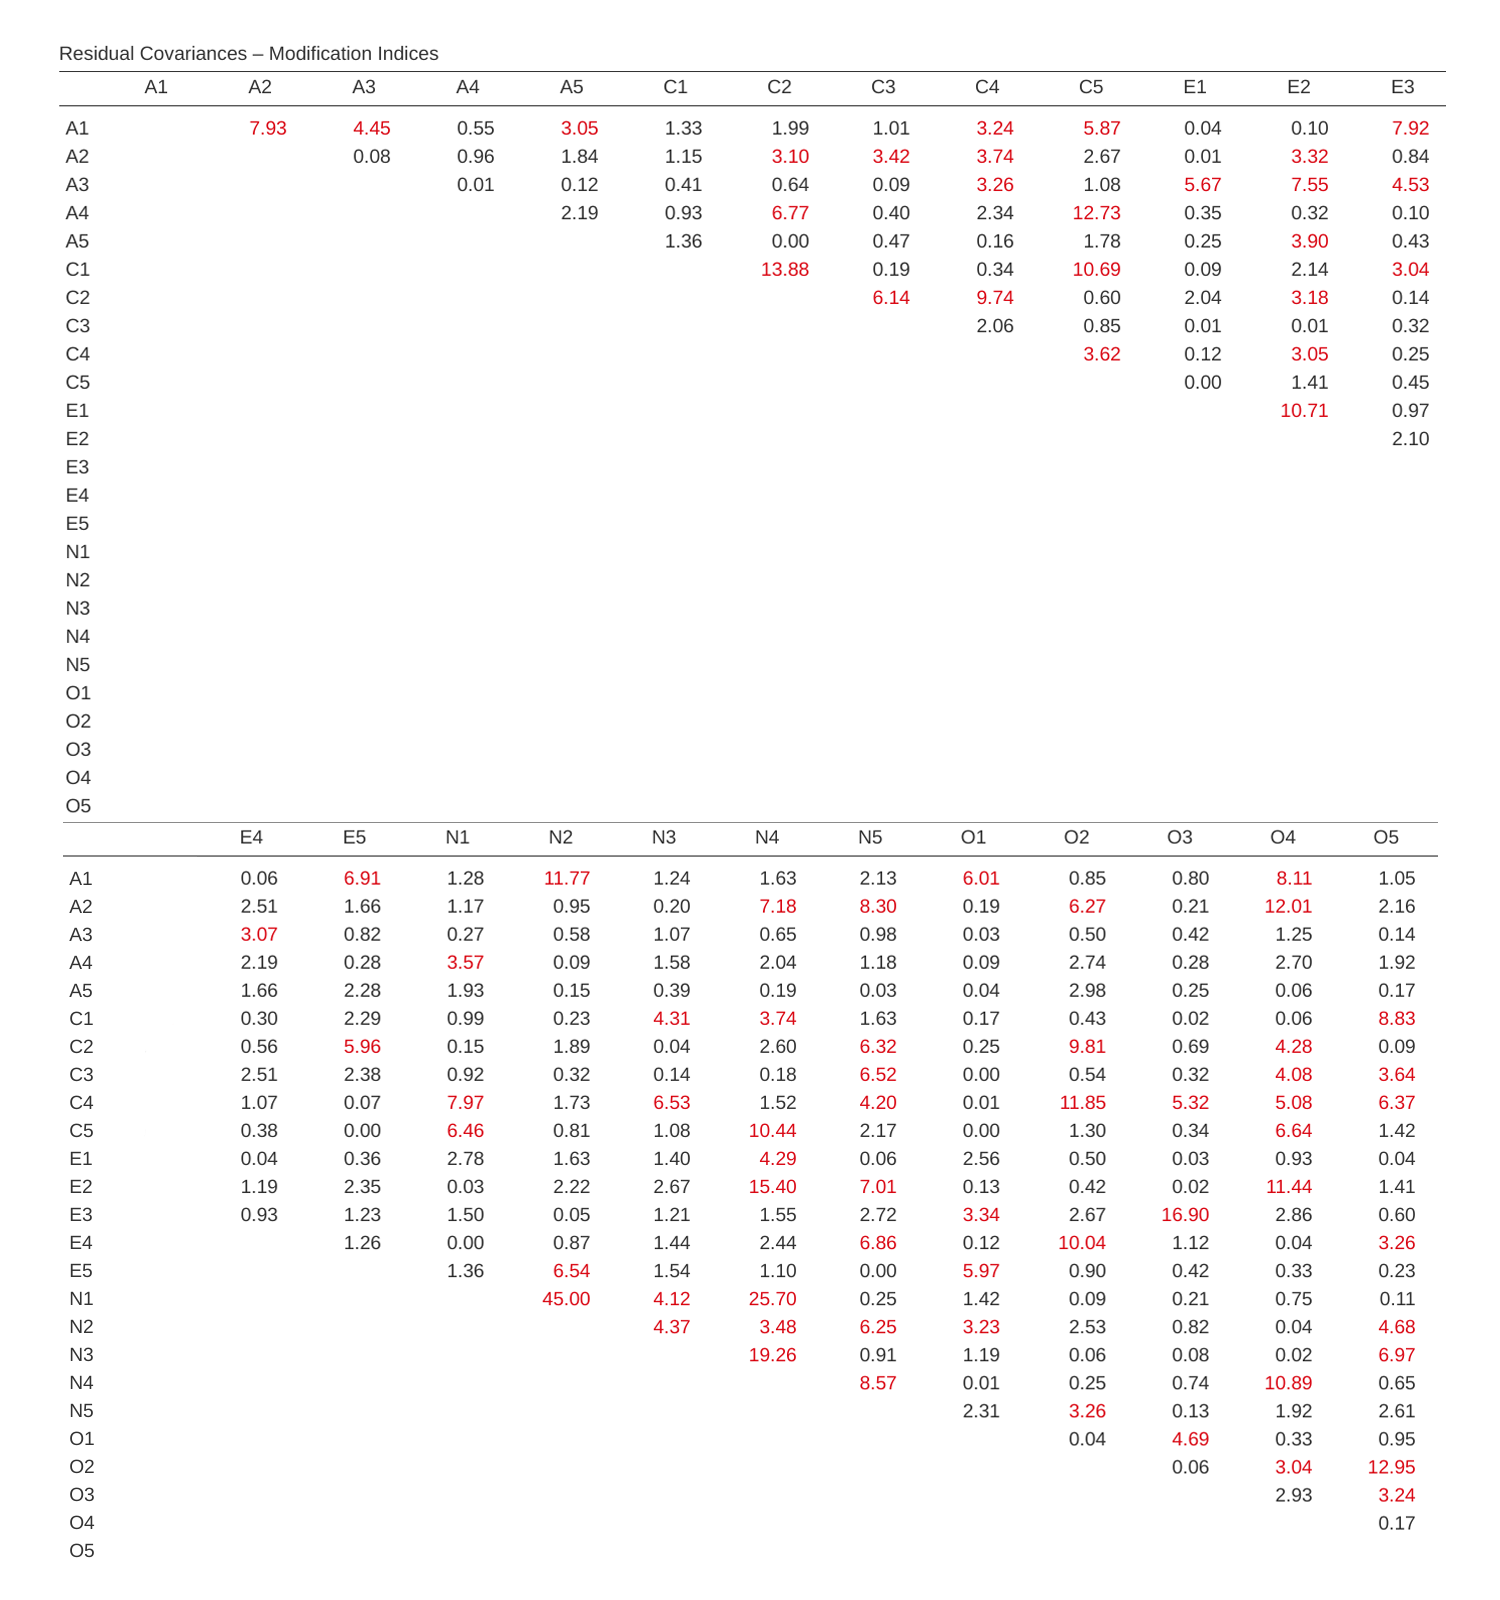 Residual Covariances – Modification Indices
A1 A2 A3 A4 A5 C1 C2 C3 C4 C5 E1 E2 E3
A1 7.93 4.45 0.55 3.05 1.33 1.99 1.01 3.24 5.87 0.04 0.10 7.92
A2 0.08 0.96 1.84 1.15 3.10 3.42 3.74 2.67 0.01 3.32 0.84
A3 0.01 0.12 0.41 0.64 0.09 3.26 1.08 5.67 7.55 4.53
A4 2.19 0.93 6.77 0.40 2.34 12.73 0.35 0.32 0.10
A5 1.36 0.00 0.47 0.16 1.78 0.25 3.90 0.43
C1 13.88 0.19 0.34 10.69 0.09 2.14 3.04
C2 6.14 9.74 0.60 2.04 3.18 0.14
C3 2.06 0.85 0.01 0.01 0.32
C4 3.62 0.12 3.05 0.25
C5 0.00 1.41 0.45
E1 10.71 0.97
E2 2.10
E3
E4
E5
N1
N2
N3
N4
N5
O1
O2
O3
O4
O5
E4 E5 N1 N2 N3 N4 N5 O1 O2 O3 O4 O5
A1 0.06 6.91 1.28 11.77 1.24 1.63 2.13 6.01 0.85 0.80 8.11 1.05
A2 2.51 1.66 1.17 0.95 0.20 7.18 8.30 0.19 6.27 0.21 12.01 2.16
A3 3.07 0.82 0.27 0.58 1.07 0.65 0.98 0.03 0.50 0.42 1.25 0.14
A4 2.19 0.28 3.57 0.09 1.58 2.04 1.18 0.09 2.74 0.28 2.70 1.92
A5 1.66 2.28 1.93 0.15 0.39 0.19 0.03 0.04 2.98 0.25 0.06 0.17
C1 0.30 2.29 0.99 0.23 4.31 3.74 1.63 0.17 0.43 0.02 0.06 8.83
C2 0.56 5.96 0.15 1.89 0.04 2.60 6.32 0.25 9.81 0.69 4.28 0.09
C3 2.51 2.38 0.92 0.32 0.14 0.18 6.52 0.00 0.54 0.32 4.08 3.64
C4 1.07 0.07 7.97 1.73 6.53 1.52 4.20 0.01 11.85 5.32 5.08 6.37
C5 0.38 0.00 6.46 0.81 1.08 10.44 2.17 0.00 1.30 0.34 6.64 1.42
E1 0.04 0.36 2.78 1.63 1.40 4.29 0.06 2.56 0.50 0.03 0.93 0.04
E2 1.19 2.35 0.03 2.22 2.67 15.40 7.01 0.13 0.42 0.02 11.44 1.41
E3 0.93 1.23 1.50 0.05 1.21 1.55 2.72 3.34 2.67 16.90 2.86 0.60
E4 1.26 0.00 0.87 1.44 2.44 6.86 0.12 10.04 1.12 0.04 3.26
E5 1.36 6.54 1.54 1.10 0.00 5.97 0.90 0.42 0.33 0.23
N1 45.00 4.12 25.70 0.25 1.42 0.09 0.21 0.75 0.11
N2 4.37 3.48 6.25 3.23 2.53 0.82 0.04 4.68
N3 19.26 0.91 1.19 0.06 0.08 0.02 6.97
N4 8.57 0.01 0.25 0.74 10.89 0.65
N5 2.31 3.26 0.13 1.92 2.61
O1 0.04 4.69 0.33 0.95
O2 0.06 3.04 12.95
O3 2.93 3.24
O4 0.17
O5